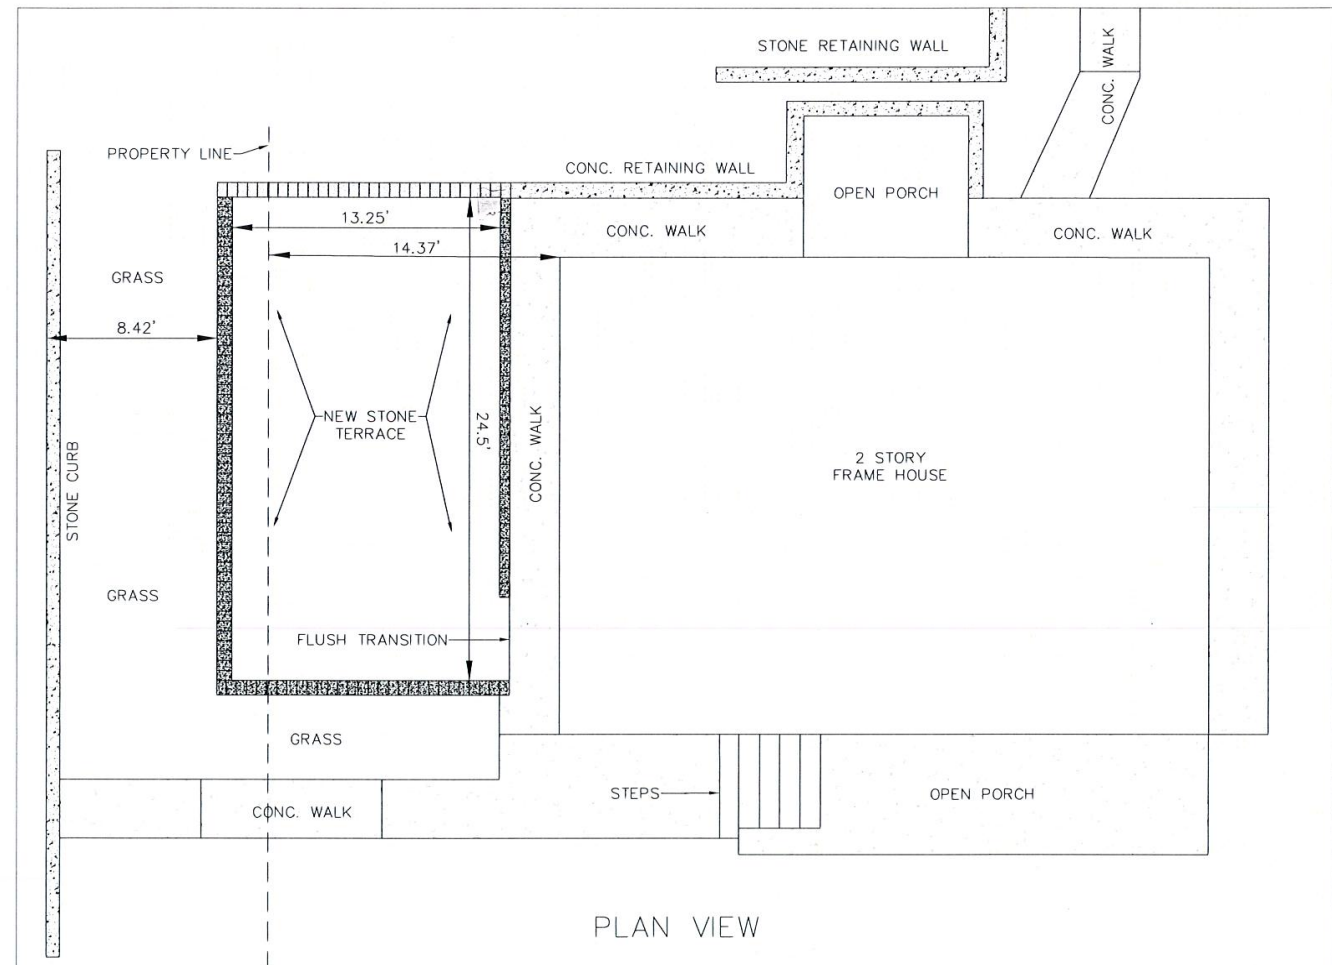 STONE RETAINING WALL
CONC. WALK
CONC. WALK
PROPERTY LINE
CONC. RETAINING WALL
OPEN PORCH
13.25'
14.37'
CONC. WALK
CONC. WALK
GRASS
8.42'
NEW STONE
TERRACE
24.5'
CONC. WALK
STONE CURB
2 STORY
FRAME HOUSE
GRASS
FLUSH TRANSITION
GRASS
STEPS
OPEN PORCH
CONC. WALK
PLAN VIEW